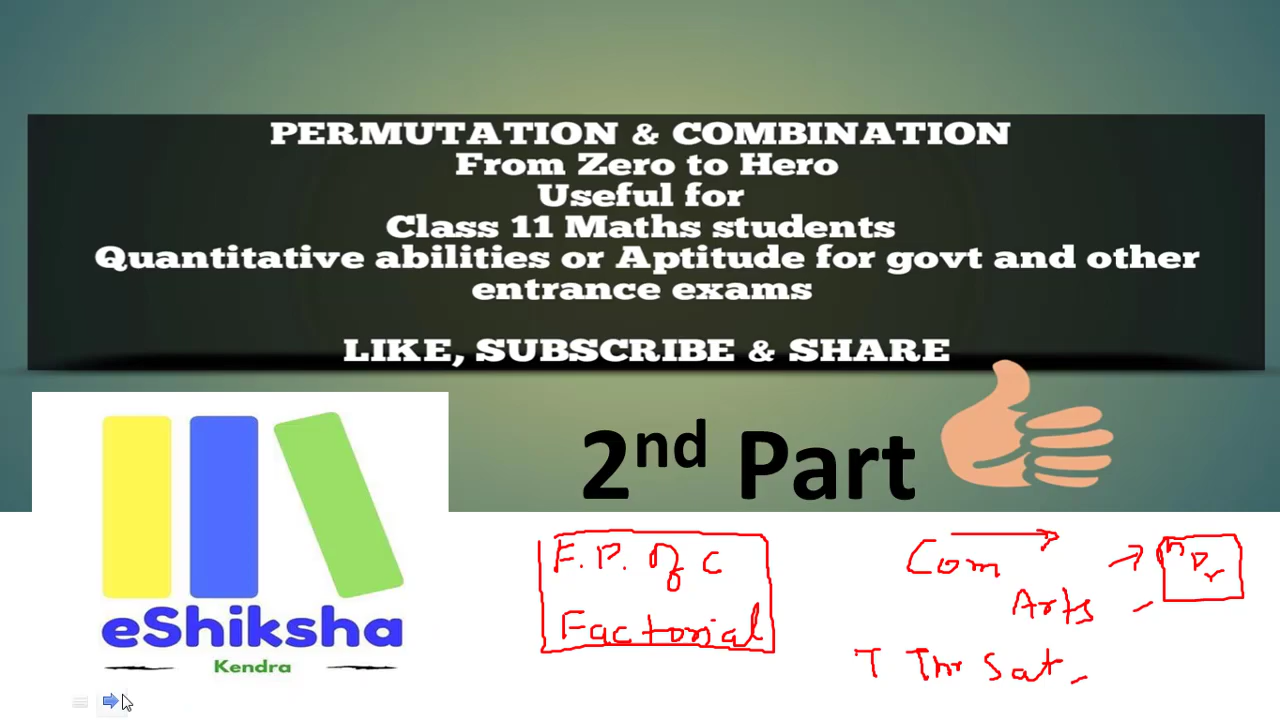 PERMUTATION & COMBINATION
From Zero to Hero
Useful for
Class 11 Maths students
Quantitative abilities or Aptitude for govt and other
entrance exams
LIKE, SUBSCRIBE & SHARE
2nd Part
eShiksha
Kendra
F.P. Of C
Factorial
Com → nPr
Arts -
T Thr Sat